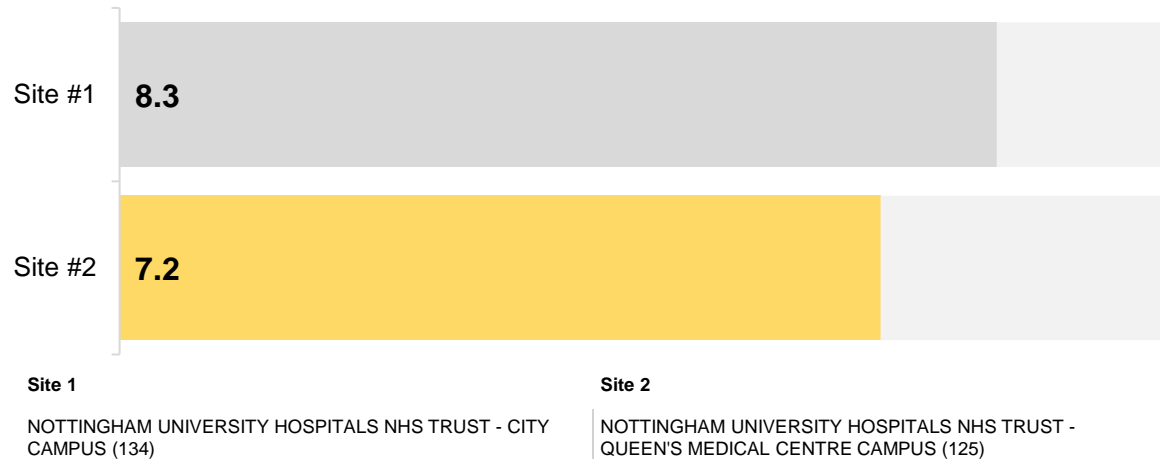 Site #1
8.3
Site #2
7.2
Site 1
NOTTINGHAM UNIVERSITY HOSPITALS NHS TRUST - CITY
CAMPUS (134)
Site 2
NOTTINGHAM UNIVERSITY HOSPITALS NHS TRUST -
QUEEN'S MEDICAL CENTRE CAMPUS (125)